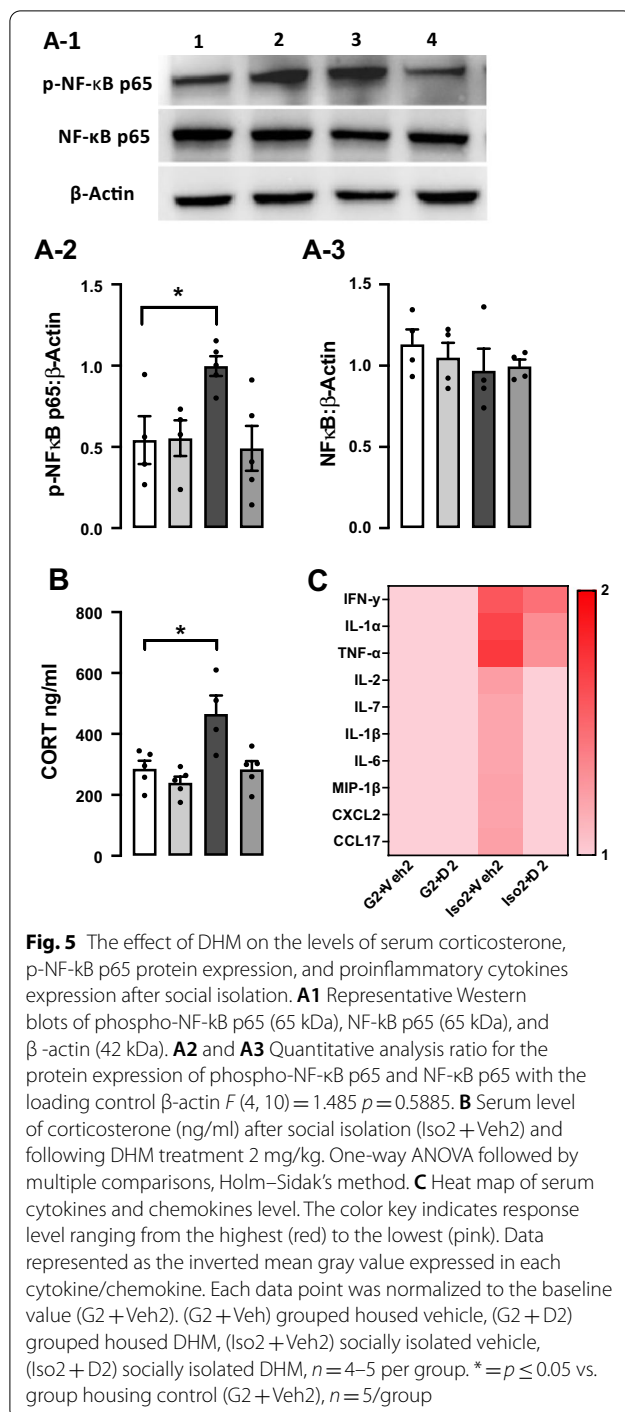 A-1
1 2 3 4
p-NF-κB p65
NF-κB p65
β-Actin
A-2
1.5
1.0
0.5
0.0
p-NFκB p65:β-Actin
*
A-3
1.5
1.0
0.5
0.0
NFκB:β-Actin
B
800
600
400
200
0
CORT ng/ml
*
C
IFN-y
IL-1α
TNF-α
IL-2
IL-7
IL-1β
IL-6
MIP-1β
CXCL2
CCL17
G2+Veh2
G2+D2
Iso2+Veh2
Iso2+D2
2
1
Fig. 5 The effect of DHM on the levels of serum corticosterone,
p-NF-kB p65 protein expression, and proinflammatory cytokines
expression after social isolation. A1 Representative Western
blots of phospho-NF-kB p65 (65 kDa), NF-kB p65 (65 kDa), and
β -actin (42 kDa). A2 and A3 Quantitative analysis ratio for the
protein expression of phospho-NF-κB p65 and NF-κB p65 with the
loading control β-actin F (4, 10) = 1.485 p = 0.5885. B Serum level
of corticosterone (ng/ml) after social isolation (Iso2 + Veh2) and
following DHM treatment 2 mg/kg. One-way ANOVA followed by
multiple comparisons, Holm–Sidak's method. C Heat map of serum
cytokines and chemokines level. The color key indicates response
level ranging from the highest (red) to the lowest (pink). Data
represented as the inverted mean gray value expressed in each
cytokine/chemokine. Each data point was normalized to the baseline
value (G2 + Veh2). (G2 + Veh) grouped housed vehicle, (G2 + D2)
grouped housed DHM, (Iso2 + Veh2) socially isolated vehicle,
(Iso2 + D2) socially isolated DHM, n = 4–5 per group. * = p ≤ 0.05 vs.
group housing control (G2 + Veh2), n = 5/group